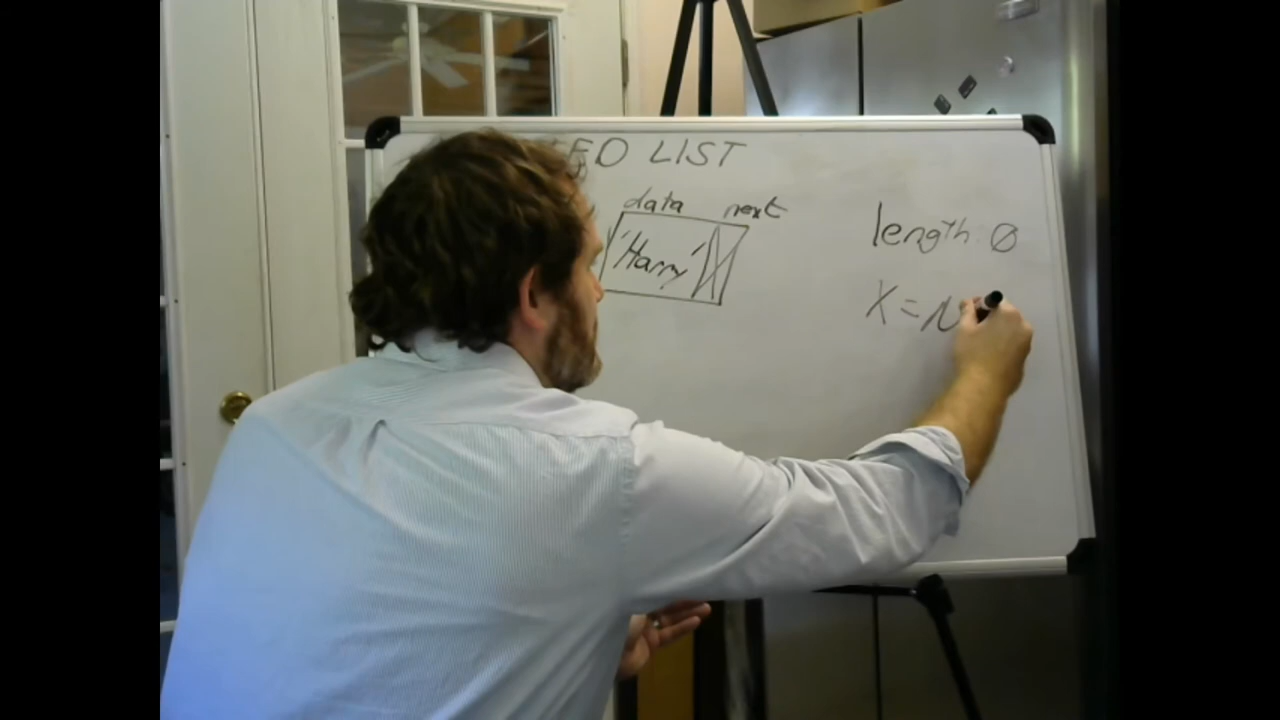 LIST
data next
'Harry'
length 0
X =